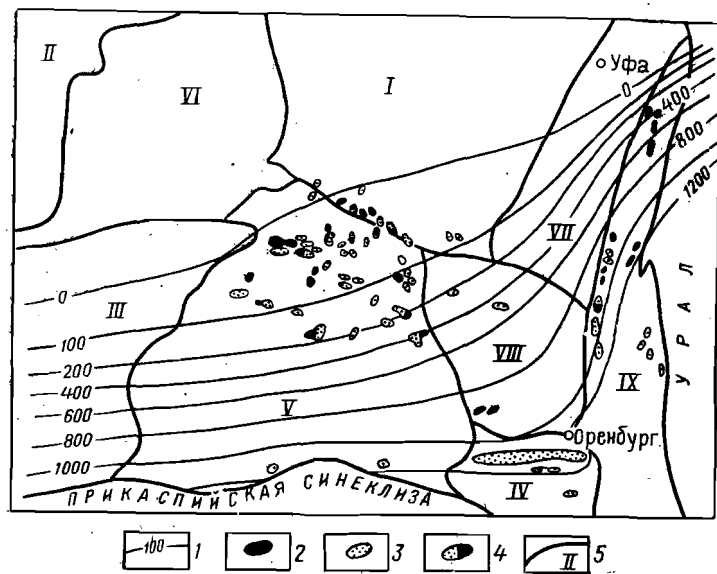 II
VI
I
Уфа
0
400
800
1200
VII
III
0
100
200
400
600
800
1000
V
VIII
IX
УРАЛ
Оренбург
IV
ПРИКАСПИЙСКАЯ СИНЕКЛИЗА
100 1 2 3 4 II 5